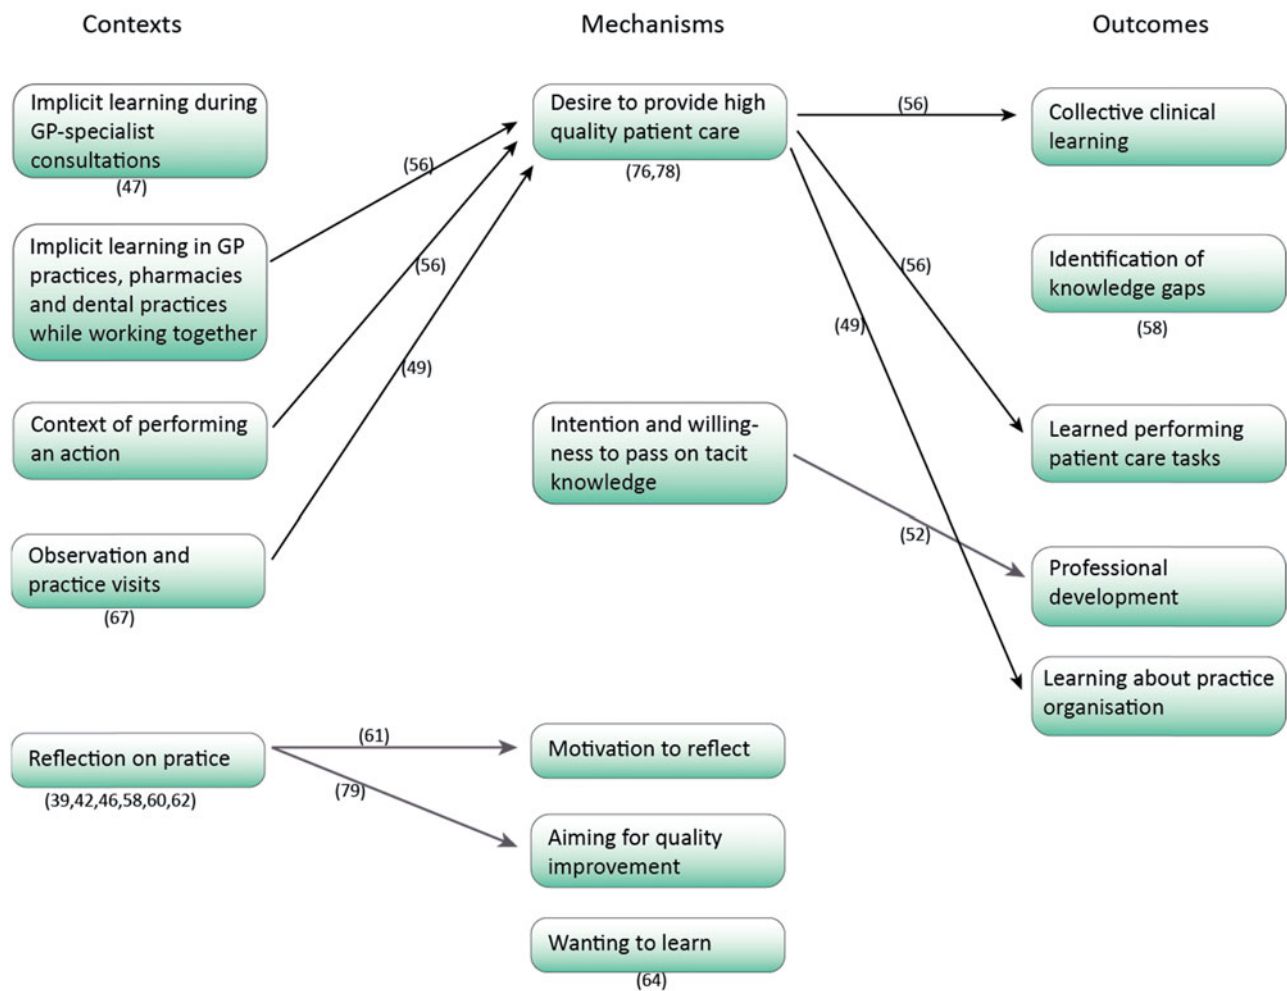 Contexts
Mechanisms
Outcomes
Implicit learning during
GP-specialist
consultations
(47)
Implicit learning in GP
practices, pharmacies
and dental practices
while working together
Context of performing
an action
Observation and
practice visits
(67)
Reflection on pratice
(39,42,46,58,60,62)
(56)
(56)
(49)
(61)
(79)
Desire to provide high
quality patient care
(76,78)
Intention and willing-
ness to pass on tacit
knowledge
Motivation to reflect
Aiming for quality
improvement
Wanting to learn
(64)
(56)
(56)
(49)
(52)
Collective clinical
learning
Identification of
knowledge gaps
(58)
Learned performing
patient care tasks
Professional
development
Learning about practice
organisation